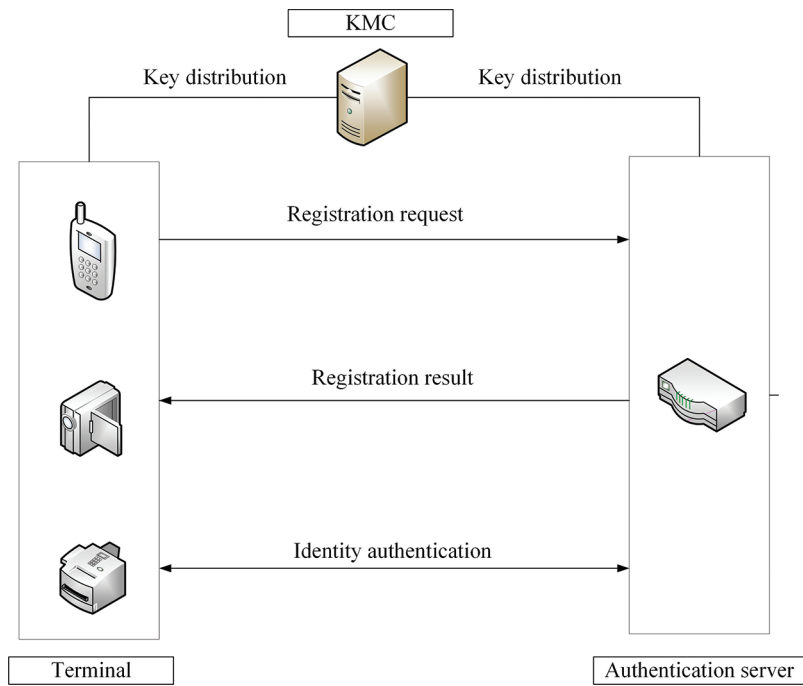 KMC
Key distribution
Key distribution
Registration request
Registration result
Identity authentication
Terminal
Authentication server